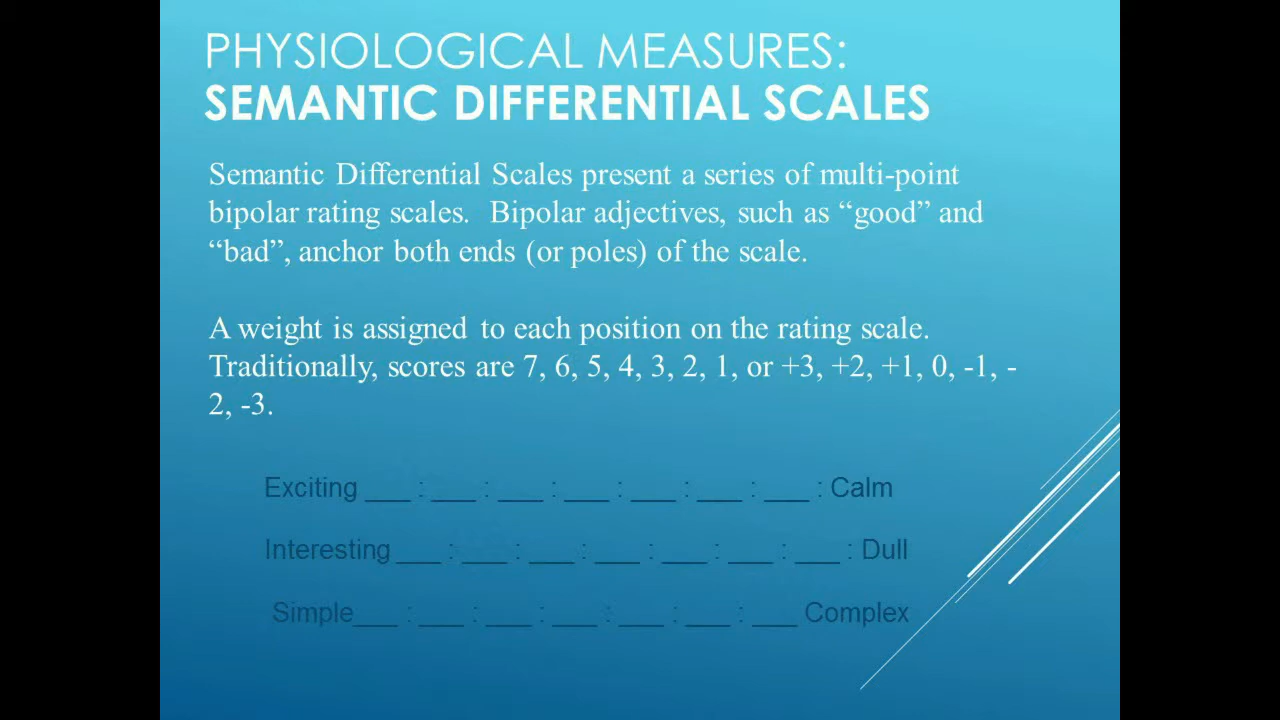 PHYSIOLOGICAL MEASURES:
SEMANTIC DIFFERENTIAL SCALES
Semantic Differential Scales present a series of multi-point
bipolar rating scales.  Bipolar adjectives, such as “good” and
“bad”, anchor both ends (or poles) of the scale.
A weight is assigned to each position on the rating scale.
Traditionally, scores are 7, 6, 5, 4, 3, 2, 1, or +3, +2, +1, 0, -1, -
2, -3.
Exciting ___ : ___ : ___ : ___ : ___ : ___ : ___ : Calm
Interesting ___ : ___ : ___ : ___ : ___ : ___ : ___ : Dull
Simple___ : ___ : ___ : ___ : ___ : ___ : ___ Complex